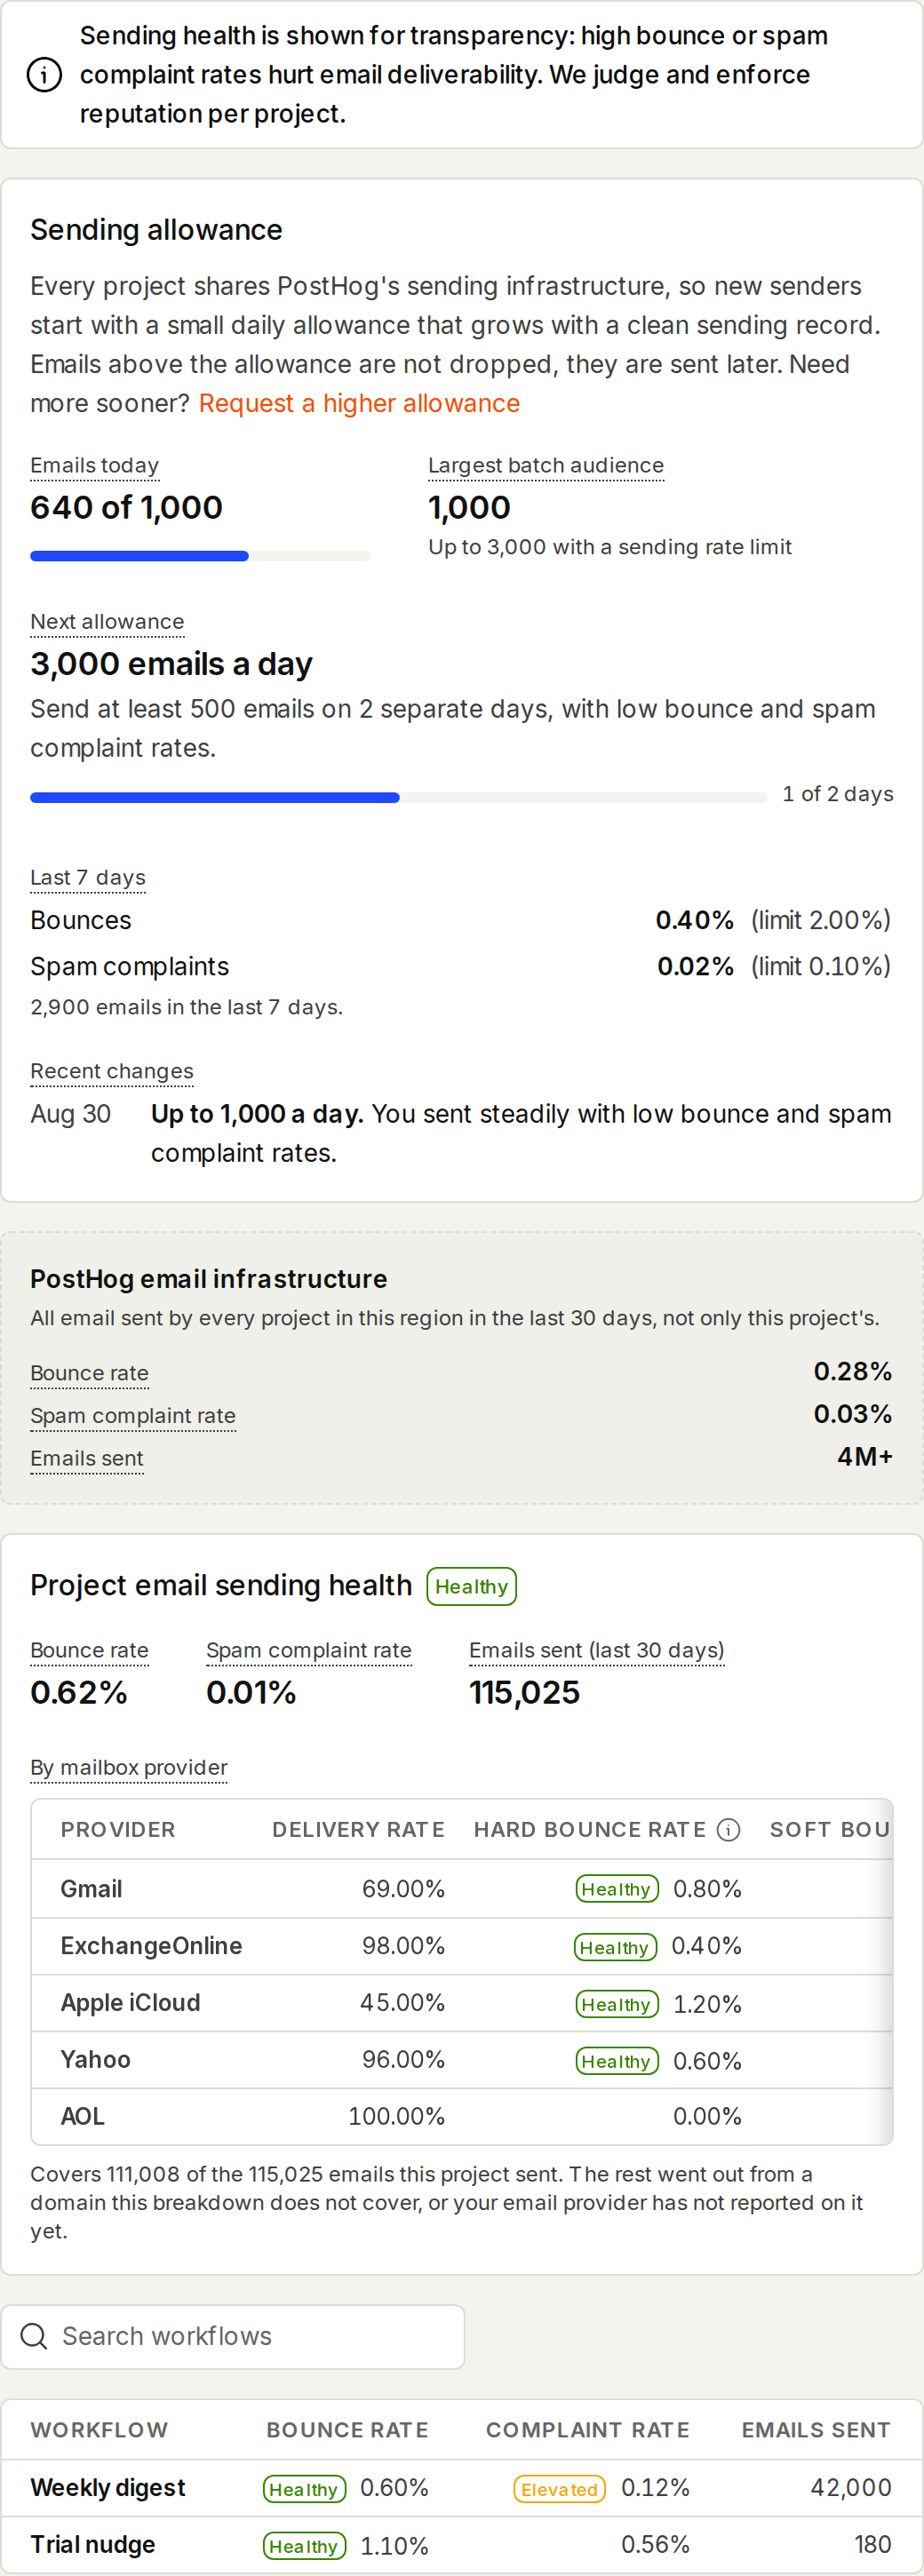 Sending health is shown for transparency: high bounce or spam
complaint rates hurt email deliverability. We judge and enforce
reputation per project.
Sending allowance
Every project shares PostHog's sending infrastructure, so new senders
start with a small daily allowance that grows with a clean sending record.
Emails above the allowance are not dropped, they are sent later. Need
more sooner? Request a higher allowance
Emails today
640 of 1,000
Largest batch audience
1,000
Up to 3,000 with a sending rate limit
Next allowance
3,000 emails a day
Send at least 500 emails on 2 separate days, with low bounce and spam
complaint rates.
1 of 2 days
Last 7 days
Bounces 0.40% (limit 2.00%)
Spam complaints 0.02% (limit 0.10%)
2,900 emails in the last 7 days.
Recent changes
Aug 30 Up to 1,000 a day. You sent steadily with low bounce and spam
complaint rates.
PostHog email infrastructure
All email sent by every project in this region in the last 30 days, not only this project's.
Bounce rate 0.28%
Spam complaint rate 0.03%
Emails sent 4M+
Project email sending health Healthy
Bounce rate Spam complaint rate Emails sent (last 30 days)
0.62% 0.01% 115,025
By mailbox provider
PROVIDER DELIVERY RATE HARD BOUNCE RATE SOFT BOU
Gmail 69.00% Healthy 0.80%
ExchangeOnline 98.00% Healthy 0.40%
Apple iCloud 45.00% Healthy 1.20%
Yahoo 96.00% Healthy 0.60%
AOL 100.00% 0.00%
Covers 111,008 of the 115,025 emails this project sent. The rest went out from a
domain this breakdown does not cover, or your email provider has not reported on it
yet.
Search workflows
WORKFLOW BOUNCE RATE COMPLAINT RATE EMAILS SENT
Weekly digest Healthy 0.60% Elevated 0.12% 42,000
Trial nudge Healthy 1.10% 0.56% 180